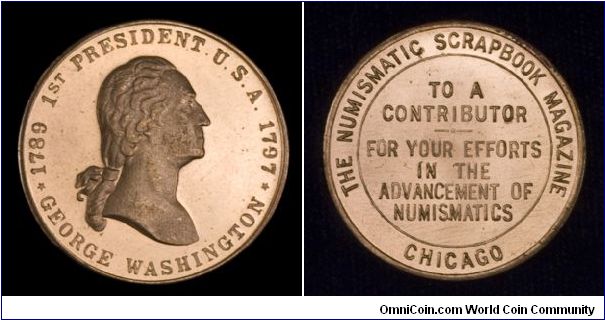 1789 1ST PRESIDENT U.S.A. 1797
* GEORGE WASHINGTON *
THE NUMISMATIC SCRAPBOOK MAGAZINE
TO A
CONTRIBUTOR
FOR YOUR EFFORTS
IN THE
ADVANCEMENT OF
NUMISMATICS
CHICAGO
OmniCoin.com World Coin Community